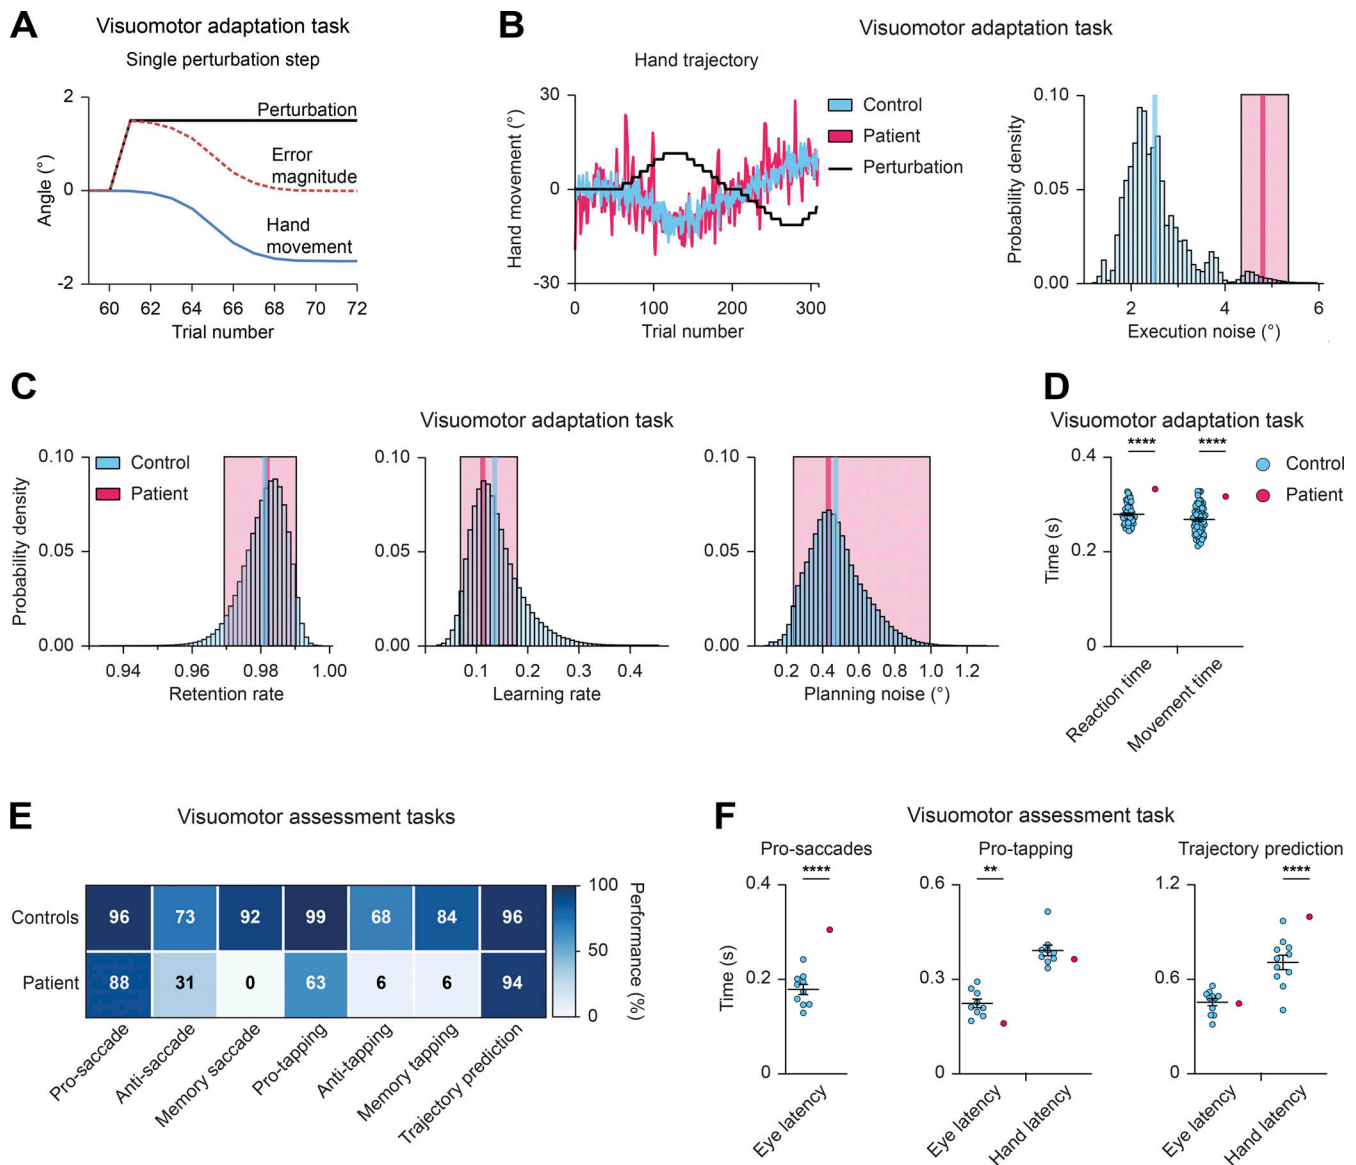 A
Visuomotor adaptation task
Single perturbation step
2
0
-2
Angle (°)
Perturbation
Error
magnitude
Hand
movement
60 62 64 66 68 70 72
Trial number
B
Visuomotor adaptation task
Hand trajectory
30
0
-30
Hand movement (°)
0 100 200 300
Trial number
Control
Patient
Perturbation
0.10
0.05
0.00
Probability density
2 4 6
Execution noise (°)
C
Visuomotor adaptation task
0.10
0.05
0.00
Probability density
Control
Patient
0.94 0.96 0.98 1.00
Retention rate
0.10
0.05
0.00
0.1 0.2 0.3 0.4
Learning rate
0.10
0.05
0.00
0.2 0.4 0.6 0.8 1.0 1.2
Planning noise (°)
D
Visuomotor adaptation task
0.4
0.2
0
Time (s)
**** ****
Control
Patient
Reaction time
Movement time
E
Visuomotor assessment tasks
Controls 96 73 92 99 68 84 96
Patient 88 31 0 63 6 6 94
Pro-saccade
Anti-saccade
Memory saccade
Pro-tapping
Anti-tapping
Memory tapping
Trajectory prediction
100
50
0
Performance (%)
F
Visuomotor assessment task
Pro-saccades
****
0.4
0.2
0
Time (s)
Eye latency
Pro-tapping
**
0.6
0.3
0
Eye latency
Hand latency
Trajectory prediction
****
1.2
0.6
0
Eye latency
Hand latency